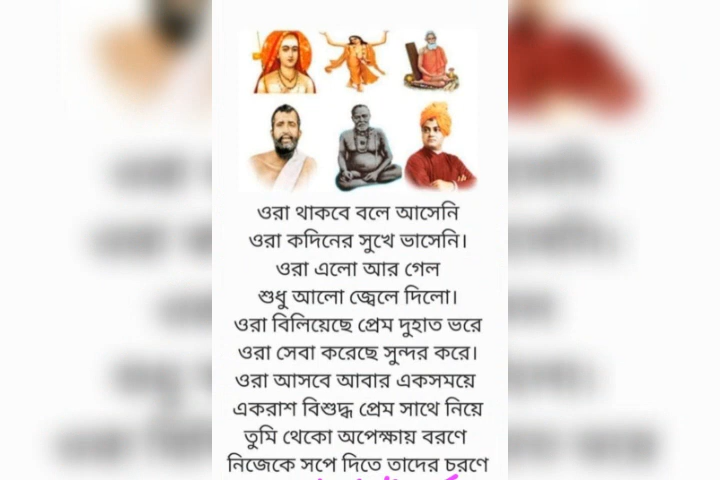 ওরা থাকবে বলে আসেনি
ওরা কদিনের সুখে ভাসেনি।
ওরা এলো আর গেল
শুধু আলো জ্বেলে দিলো।
ওরা বিলিয়েছে প্রেম দুহাত ভরে
ওরা সেবা করেছে সুন্দর করে।
ওরা আসবে আবার একসময়ে
একরাশ বিশুদ্ধ প্রেম সাথে নিয়ে
তুমি থেকো অপেক্ষায় বরণে
নিজেকে সপে দিতে তাদের চরণে